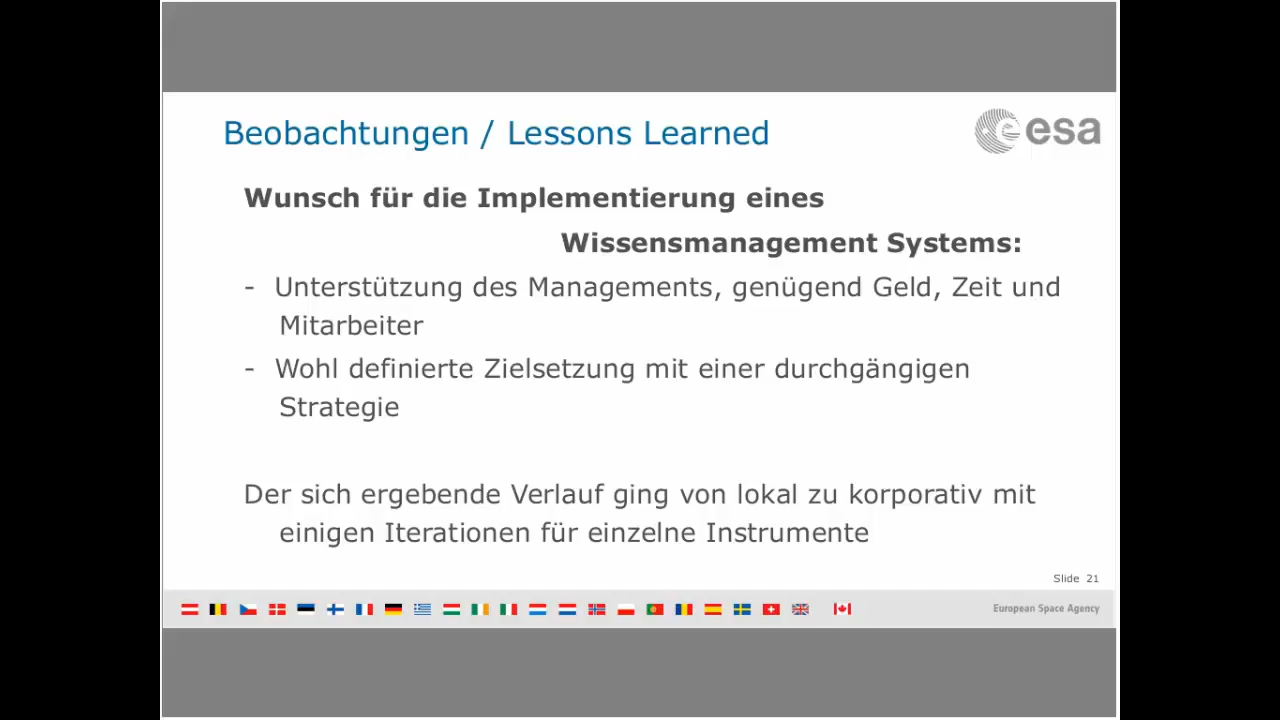 Beobachtungen / Lessons Learned
esa
Wunsch für die Implementierung eines
Wissensmanagement Systems:
- Unterstützung des Managements, genügend Geld, Zeit und
Mitarbeiter
- Wohl definierte Zielsetzung mit einer durchgängigen
Strategie
Der sich ergebende Verlauf ging von lokal zu korporativ mit
einigen Iterationen für einzelne Instrumente
Slide 21
European Space Agency